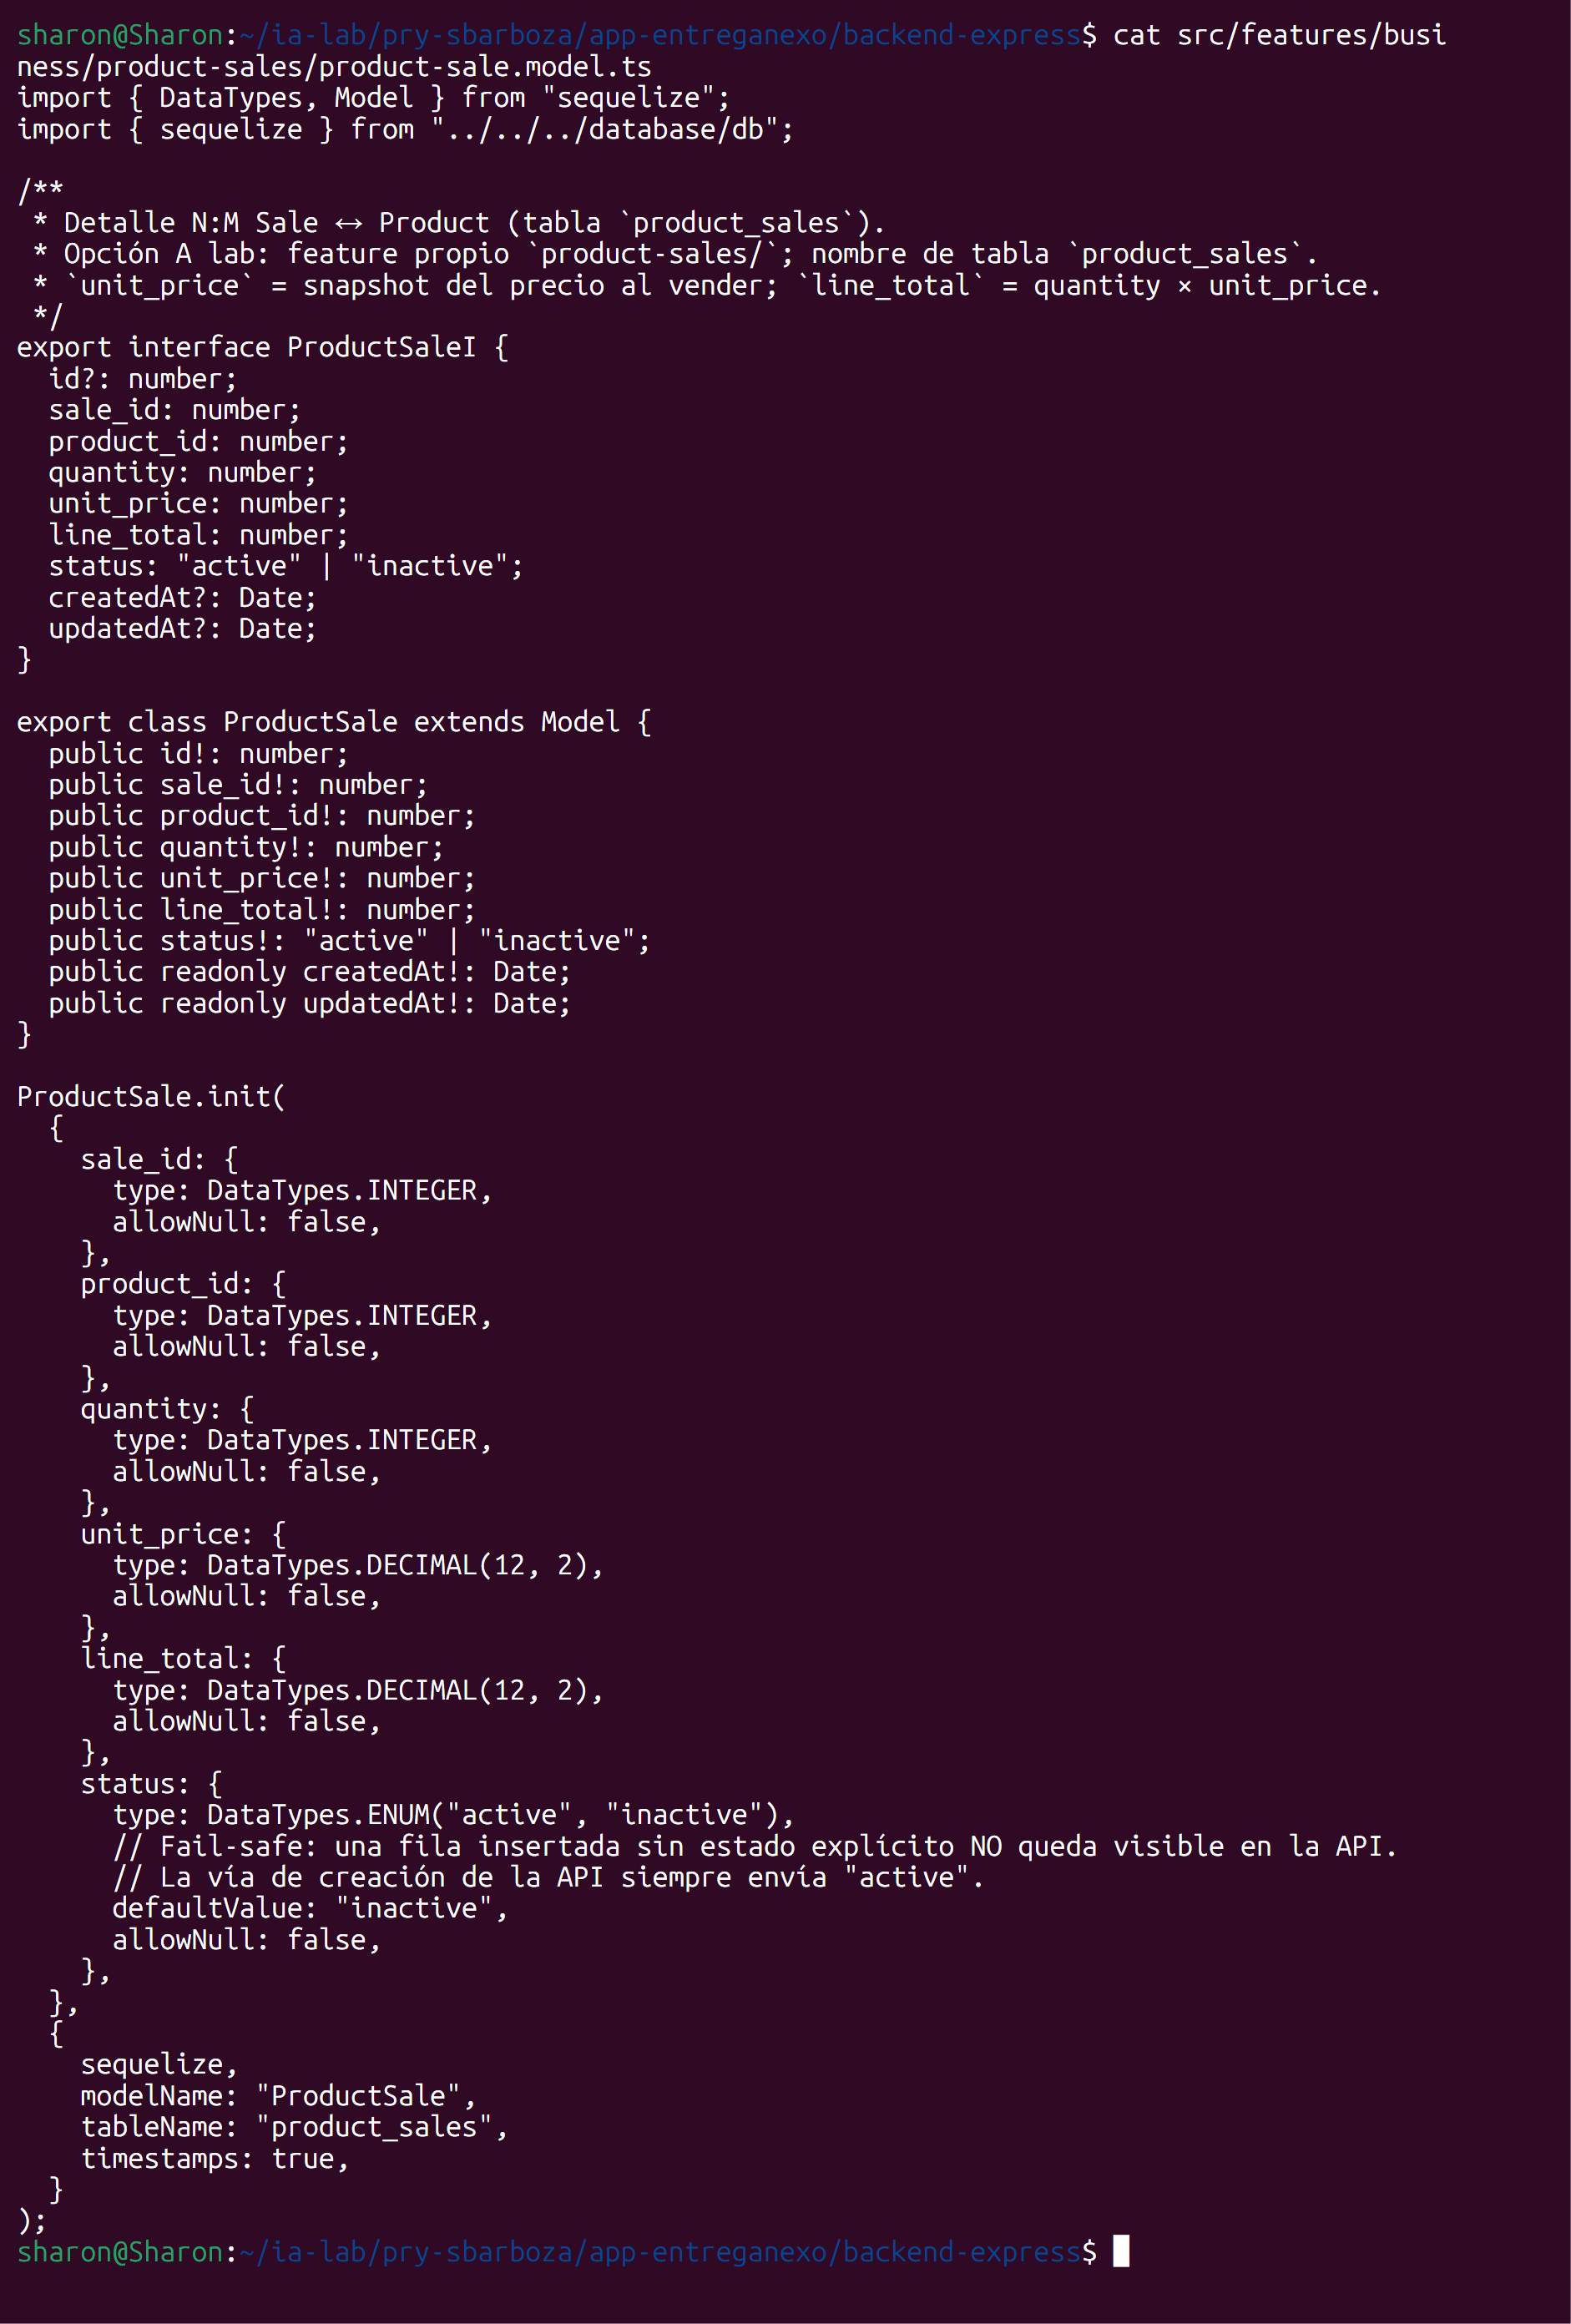 sharon@Sharon:~/ia-lab/pry-sbarboza/app-entreganexo/backend-express$ cat src/features/busi
ness/product-sales/product-sale.model.ts
import { DataTypes, Model } from "sequelize";
import { sequelize } from "../../../database/db";

/**
 * Detalle N:M Sale ↔ Product (tabla `product_sales`).
 * Opción A lab: feature propio `product-sales/`; nombre de tabla `product_sales`.
 * `unit_price` = snapshot del precio al vender; `line_total` = quantity × unit_price.
 */
export interface ProductSaleI {
  id?: number;
  sale_id: number;
  product_id: number;
  quantity: number;
  unit_price: number;
  line_total: number;
  status: "active" | "inactive";
  createdAt?: Date;
  updatedAt?: Date;
}

export class ProductSale extends Model {
  public id!: number;
  public sale_id!: number;
  public product_id!: number;
  public quantity!: number;
  public unit_price!: number;
  public line_total!: number;
  public status!: "active" | "inactive";
  public readonly createdAt!: Date;
  public readonly updatedAt!: Date;
}

ProductSale.init(
  {
    sale_id: {
      type: DataTypes.INTEGER,
      allowNull: false,
    },
    product_id: {
      type: DataTypes.INTEGER,
      allowNull: false,
    },
    quantity: {
      type: DataTypes.INTEGER,
      allowNull: false,
    },
    unit_price: {
      type: DataTypes.DECIMAL(12, 2),
      allowNull: false,
    },
    line_total: {
      type: DataTypes.DECIMAL(12, 2),
      allowNull: false,
    },
    status: {
      type: DataTypes.ENUM("active", "inactive"),
      // Fail-safe: una fila insertada sin estado explícito NO queda visible en la API.
      // La vía de creación de la API siempre envía "active".
      defaultValue: "inactive",
      allowNull: false,
    },
  },
  {
    sequelize,
    modelName: "ProductSale",
    tableName: "product_sales",
    timestamps: true,
  }
);
sharon@Sharon:~/ia-lab/pry-sbarboza/app-entreganexo/backend-express$